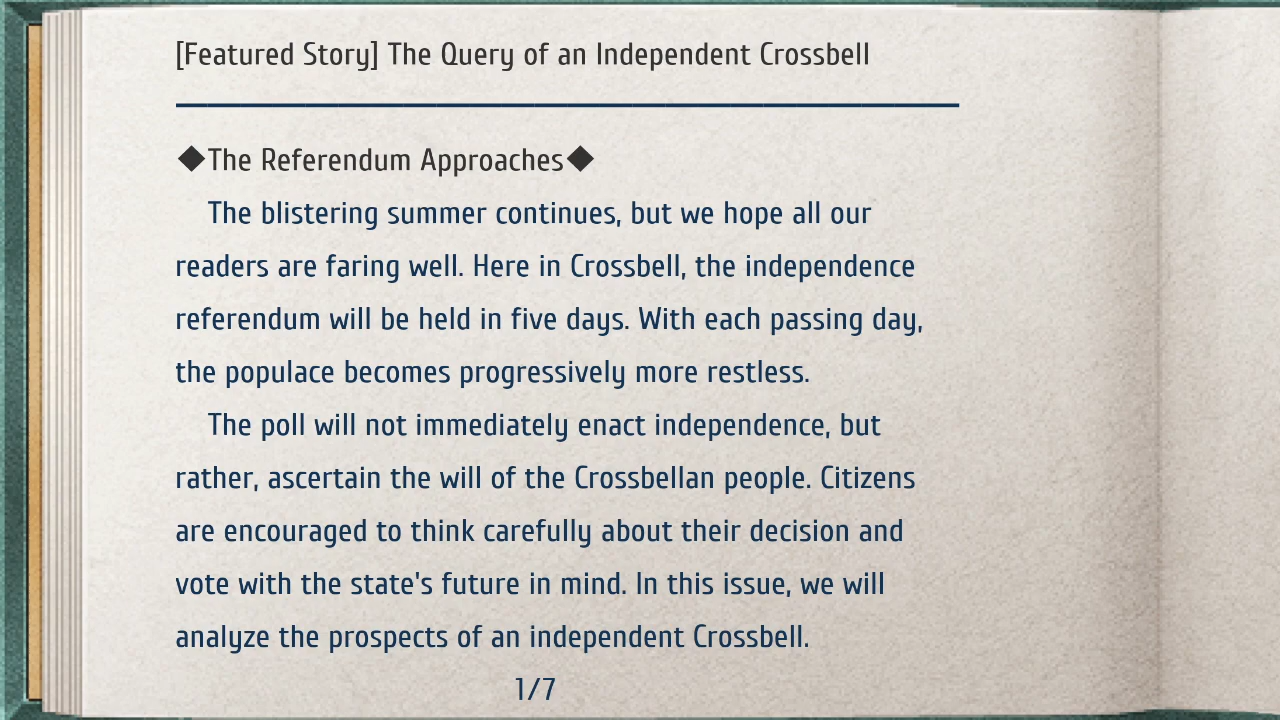 [Featured Story] The Query of an Independent Crossbell
◆The Referendum Approaches◆
The blistering summer continues, but we hope all our
readers are faring well. Here in Crossbell, the independence
referendum will be held in five days. With each passing day,
the populace becomes progressively more restless.
The poll will not immediately enact independence, but
rather, ascertain the will of the Crossbellan people. Citizens
are encouraged to think carefully about their decision and
vote with the state's future in mind. In this issue, we will
analyze the prospects of an independent Crossbell.
1/7